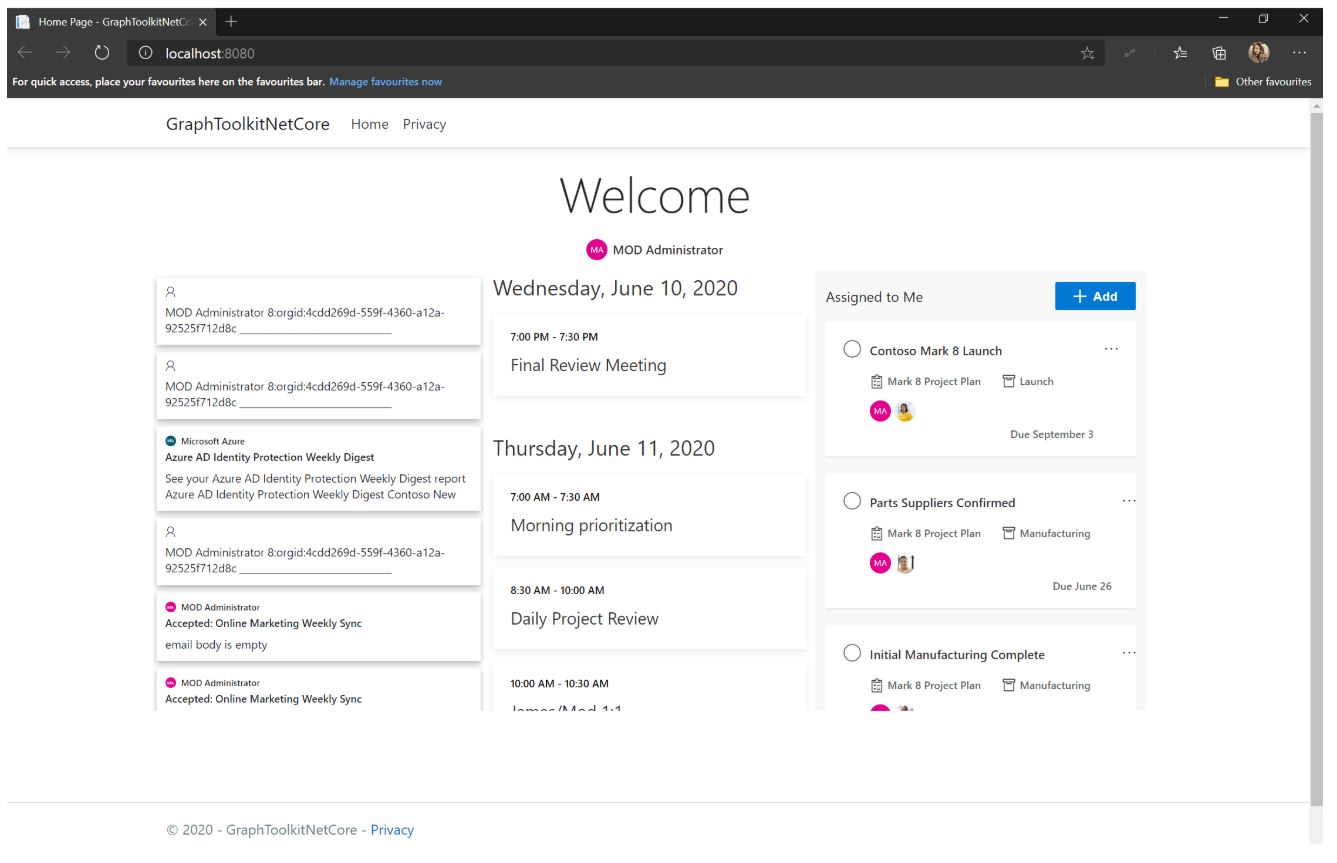 Home Page - GraphToolkitNetCo
localhost:8080
For quick access, place your favourites here on the favourites bar. Manage favourites now
Other favourites
GraphToolkitNetCore Home Privacy
Welcome
MA MOD Administrator
MOD Administrator 8:orgid:4cdd269d-559f-4360-a12a-
92525f712d8c ____________________________
MOD Administrator 8:orgid:4cdd269d-559f-4360-a12a-
92525f712d8c ____________________________
MA Microsoft Azure
Azure AD Identity Protection Weekly Digest
See your Azure AD Identity Protection Weekly Digest report
Azure AD Identity Protection Weekly Digest Contoso New
MOD Administrator 8:orgid:4cdd269d-559f-4360-a12a-
92525f712d8c ____________________________
MA MOD Administrator
Accepted: Online Marketing Weekly Sync
email body is empty
MA MOD Administrator
Accepted: Online Marketing Weekly Sync
Wednesday, June 10, 2020
7:00 PM - 7:30 PM
Final Review Meeting
Thursday, June 11, 2020
7:00 AM - 7:30 AM
Morning prioritization
8:30 AM - 10:00 AM
Daily Project Review
10:00 AM - 10:30 AM
James/Mod 1:1
Assigned to Me
+ Add
Contoso Mark 8 Launch ...
Mark 8 Project Plan Launch
MA
Due September 3
Parts Suppliers Confirmed ...
Mark 8 Project Plan Manufacturing
MA
Due June 26
Initial Manufacturing Complete ...
Mark 8 Project Plan Manufacturing
© 2020 - GraphToolkitNetCore - Privacy